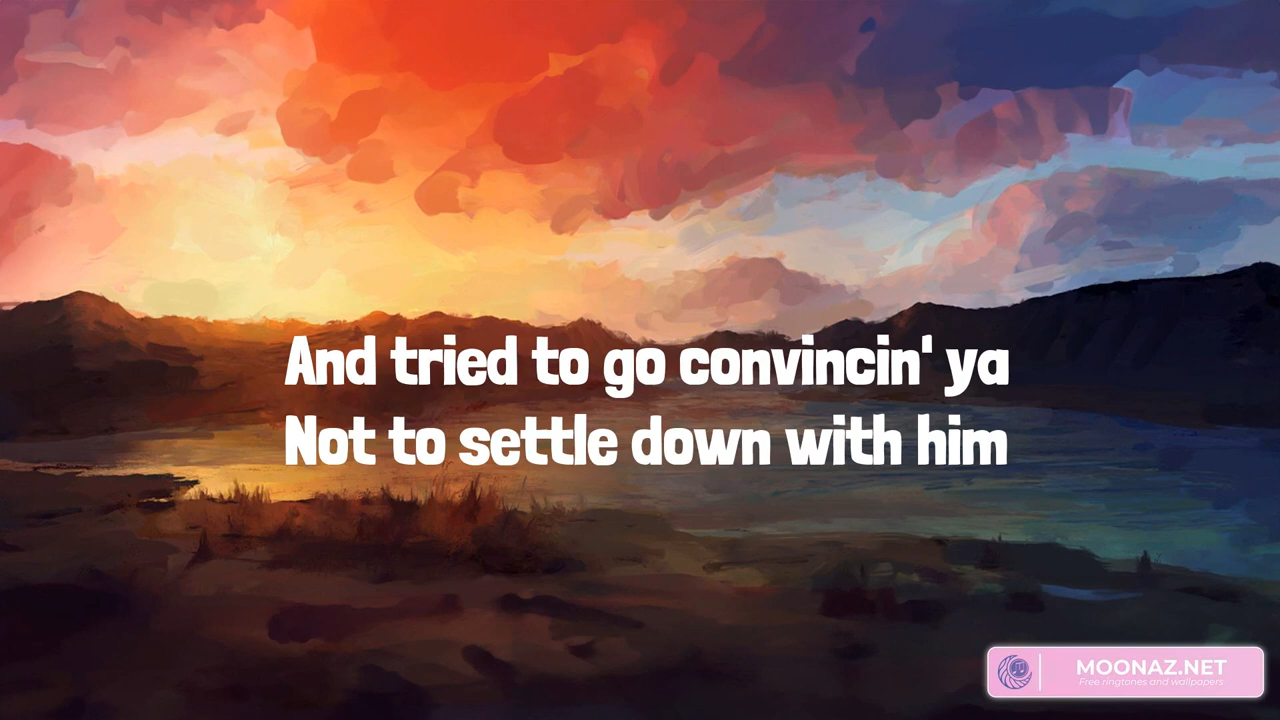 And tried to go convincin' ya
Not to settle down with him
MOONAZ.NET
Free ringtones and wallpapers